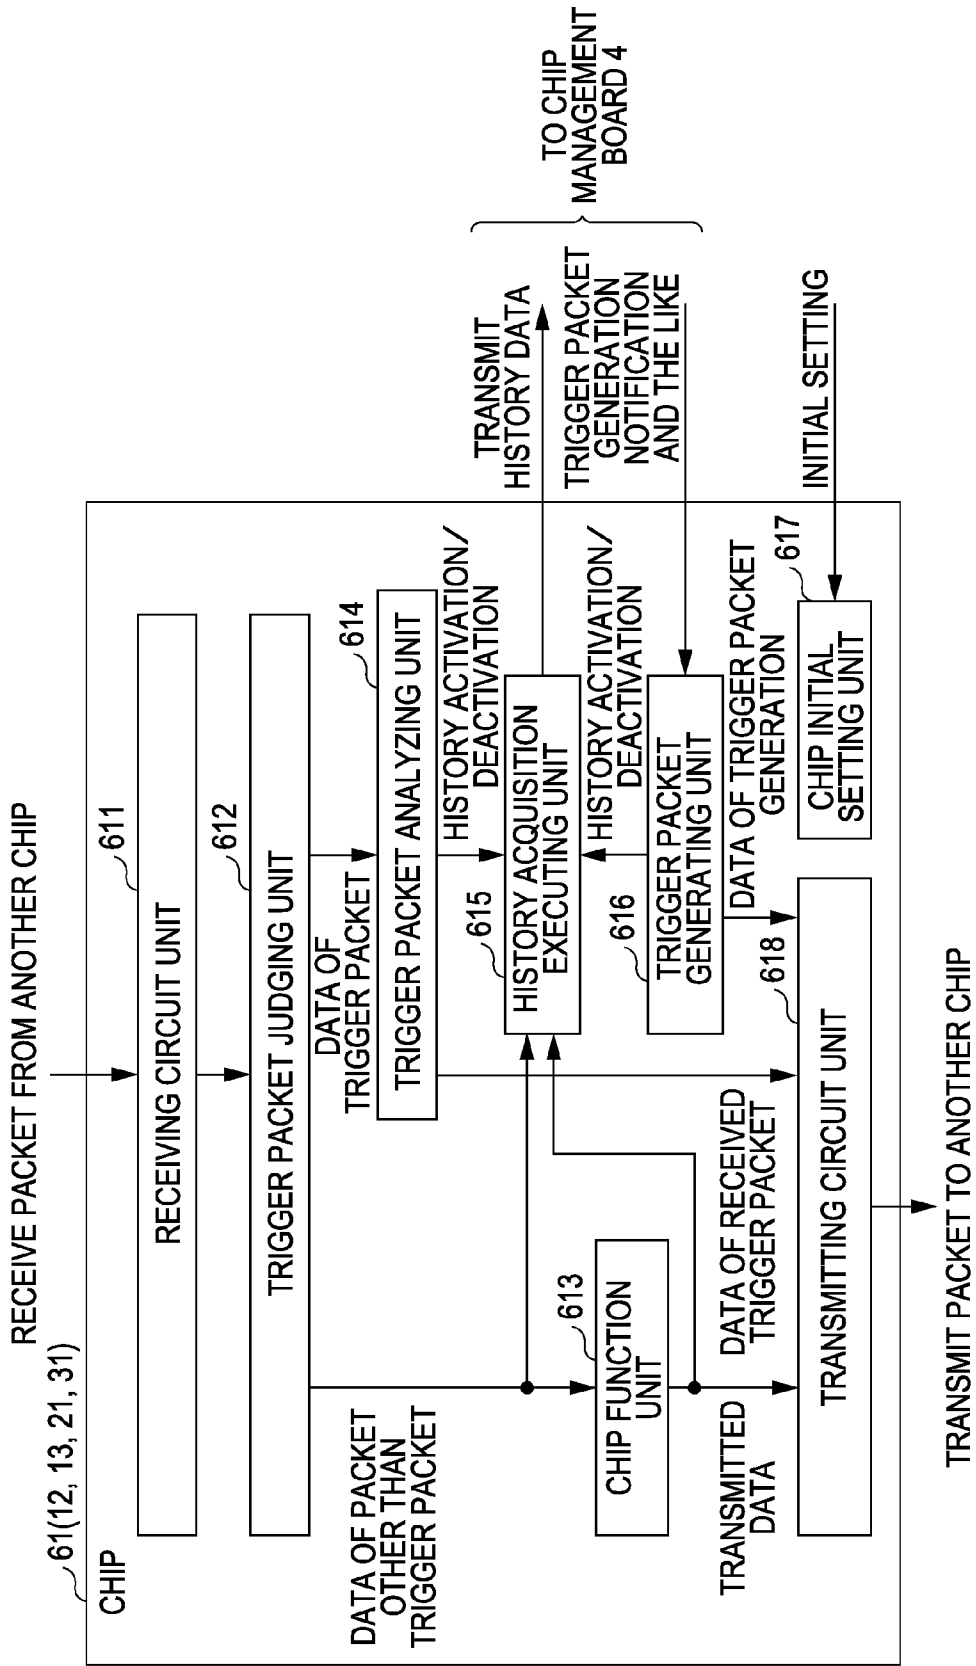 RECEIVE PACKET FROM ANOTHER CHIP
61(12, 13, 21, 31)
CHIP
611
RECEIVING CIRCUIT UNIT
612
TRIGGER PACKET JUDGING UNIT
DATA OF PACKET
OTHER THAN
TRIGGER PACKET
DATA OF
TRIGGER PACKET
614
TRIGGER PACKET ANALYZING UNIT
HISTORY ACTIVATION/
DEACTIVATION
615
HISTORY ACQUISITION
EXECUTING UNIT
TRANSMIT
HISTORY DATA
HISTORY ACTIVATION/
DEACTIVATION
TRIGGER PACKET
GENERATION
NOTIFICATION
AND THE LIKE
TO CHIP
MANAGEMENT
BOARD 4
613
CHIP FUNCTION
UNIT
616
TRIGGER PACKET
GENERATING UNIT
TRANSMITTED
DATA
DATA OF RECEIVED
TRIGGER PACKET
DATA OF TRIGGER PACKET
GENERATION
618
TRANSMITTING CIRCUIT UNIT
617
CHIP INITIAL
SETTING UNIT
INITIAL SETTING
TRANSMIT PACKET TO ANOTHER CHIP